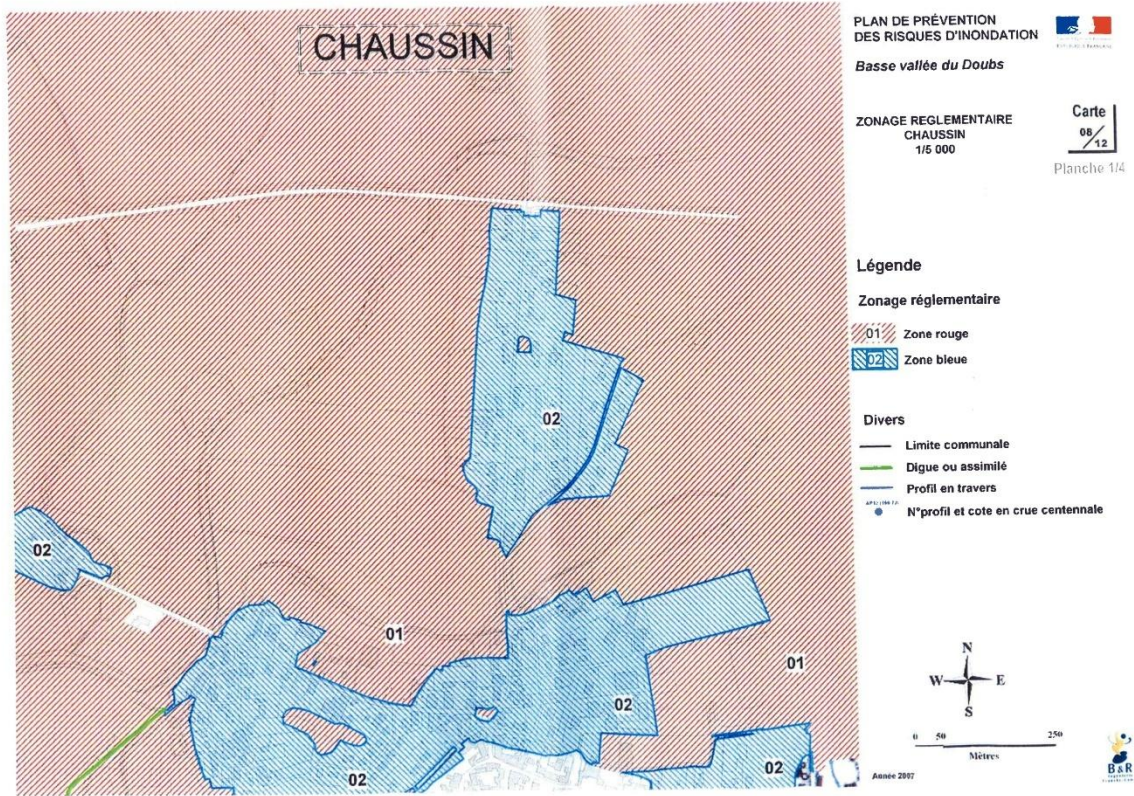 CHAUSSIN
PLAN DE PRÉVENTION
DES RISQUES D'INONDATION
Basse vallée du Doubs
ZONAGE REGLEMENTAIRE
CHAUSSIN
1/5 000
Carte
08/12
Planche 1/4
Légende
Zonage réglementaire
01 Zone rouge
02 Zone bleue
Divers
Limite communale
Digue ou assimilé
Profil en travers
N°profil et cote en crue centennale
02
02
01
01
02
02
02
N
W E
S
0 50 250
Mètres
Année 2007
B & R